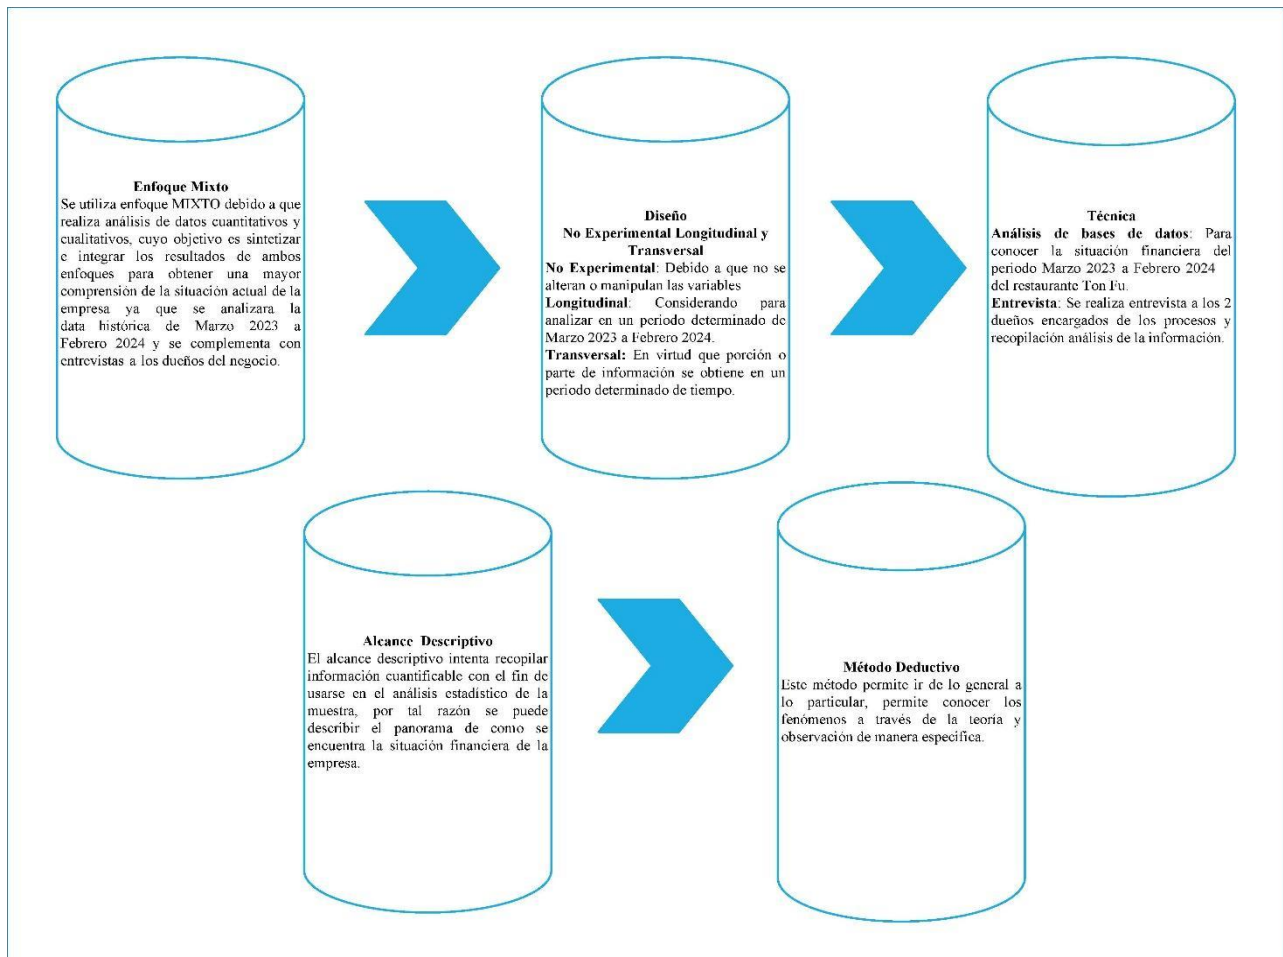 Enfoque Mixto
Se utiliza enfoque MIXTO debido a que
realiza análisis de datos cuantitativos y
cualitativos, cuyo objetivo es sintetizar
e integrar los resultados de ambos
enfoques para obtener una mayor
comprensión de la situación actual de la
empresa ya que se analizara la
data histórica de Marzo 2023 a
Febrero 2024 y se complementa con
entrevistas a los dueños del negocio.
Diseño
No Experimental Longitudinal y
Transversal
No Experimental: Debido a que no se
alteran o manipulan las variables
Longitudinal: Considerando para
analizar en un periodo determinado de
Marzo 2023 a Febrero 2024.
Transversal: En virtud que porción o
parte de información se obtiene en un
periodo determinado de tiempo.
Técnica
Análisis de bases de datos: Para
conocer la situación financiera del
periodo Marzo 2023 a Febrero 2024
del restaurante Ton Fu.
Entrevista: Se realiza entrevista a los 2
dueños encargados de los procesos y
recopilación análisis de la información.
Alcance Descriptivo
El alcance descriptivo intenta recopilar
información cuantificable con el fin de
usarse en el análisis estadístico de la
muestra, por tal razón se puede
describir el panorama de como se
encuentra la situación financiera de la
empresa.
Método Deductivo
Este método permite ir de lo general a
lo particular, permite conocer los
fenómenos a través de la teoría y
observación de manera especifica.